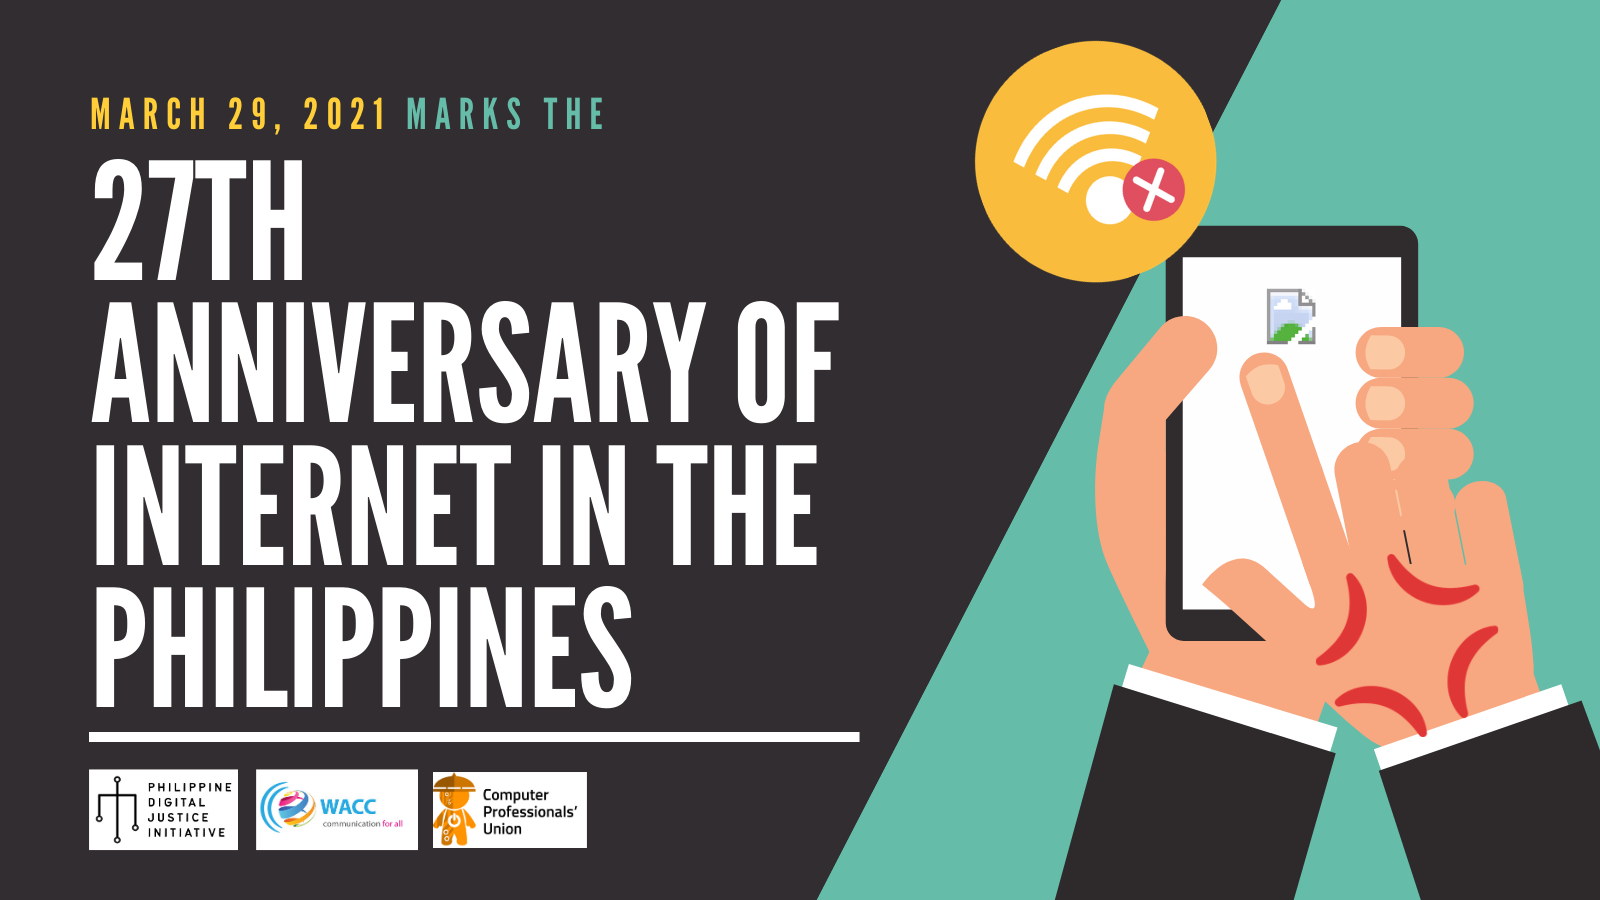 MARCH 29, 2021 MARKS THE
27TH
ANNIVERSARY OF
INTERNET IN THE
PHILIPPINES
PHILIPPINE
DIGITAL
JUSTICE
INITIATIVE
WACC
communication for all
Computer
Professionals'
Union